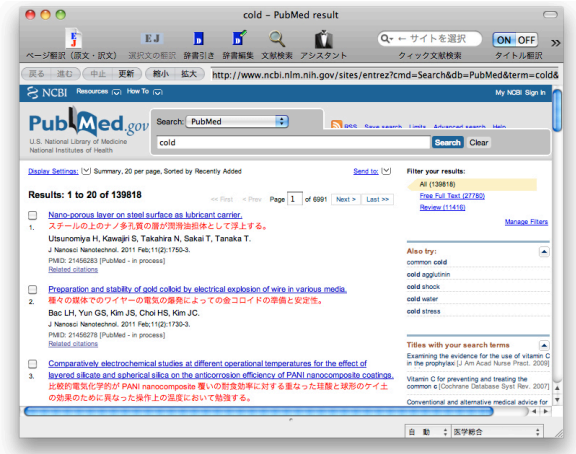 cold - PubMed result
← サイトを選択
ON OFF
ページ翻訳（原文・訳文） 選択文の翻訳 辞書引き 辞書編集 文献検索 アシスタント クィック文献検索 タイトル翻訳
戻る 進む 中止 更新 縮小 拡大 http://www.ncbi.nlm.nih.gov/sites/entrez?cmd=Search&db=PubMed&term=cold&
NCBI Resources How To My NCBI Sign In
PubMed.gov
U.S. National Library of Medicine
National Institutes of Health
Search: PubMed
RSS Save search Limits Advanced search Help
cold
Search Clear
Display Settings: Summary, 20 per page, Sorted by Recently Added Send to:
Results: 1 to 20 of 139818
<< First < Prev Page 1 of 6991 Next > Last >>
1. Nano-porous layer on steel surface as lubricant carrier.
スチールの上のナノ多孔質の層が潤滑油担体として浮上する。
Utsunomiya H, Kawajiri S, Takahira N, Sakai T, Tanaka T.
J Nanosci Nanotechnol. 2011 Feb;11(2):1750-3.
PMID: 21456283 [PubMed - in process]
Related citations
2. Preparation and stability of gold colloid by electrical explosion of wire in various media.
種々の媒体でのワイヤーの電気の爆発によっての金コロイドの準備と安定性。
Bac LH, Yun GS, Kim JS, Choi HS, Kim JC.
J Nanosci Nanotechnol. 2011 Feb;11(2):1730-3.
PMID: 21456278 [PubMed - in process]
Related citations
3. Comparatively electrochemical studies at different operational temperatures for the effect of
layered silicate and spherical silica on the anticorrosion efficiency of PANI nanocomposite coatings.
比較的電気化学的が PANI nanocomposite 覆いの耐食効率に対する重なった珪酸と球形のケイ土
の効果のために異なった操作上の温度において勉強する。
Filter your results:
All (139818)
Free Full Text (27780)
Review (11416)
Manage Filters
Also try:
common cold
cold agglutinin
cold shock
cold water
cold stress
Titles with your search terms
Examining the evidence for the use of vitamin C
in the prophylax [J Am Acad Nurse Pract. 2009]
Vitamin C for preventing and treating the
common c [Cochrane Database Syst Rev. 2007]
Conventional and alternative medical advice for
自 動 医学総合